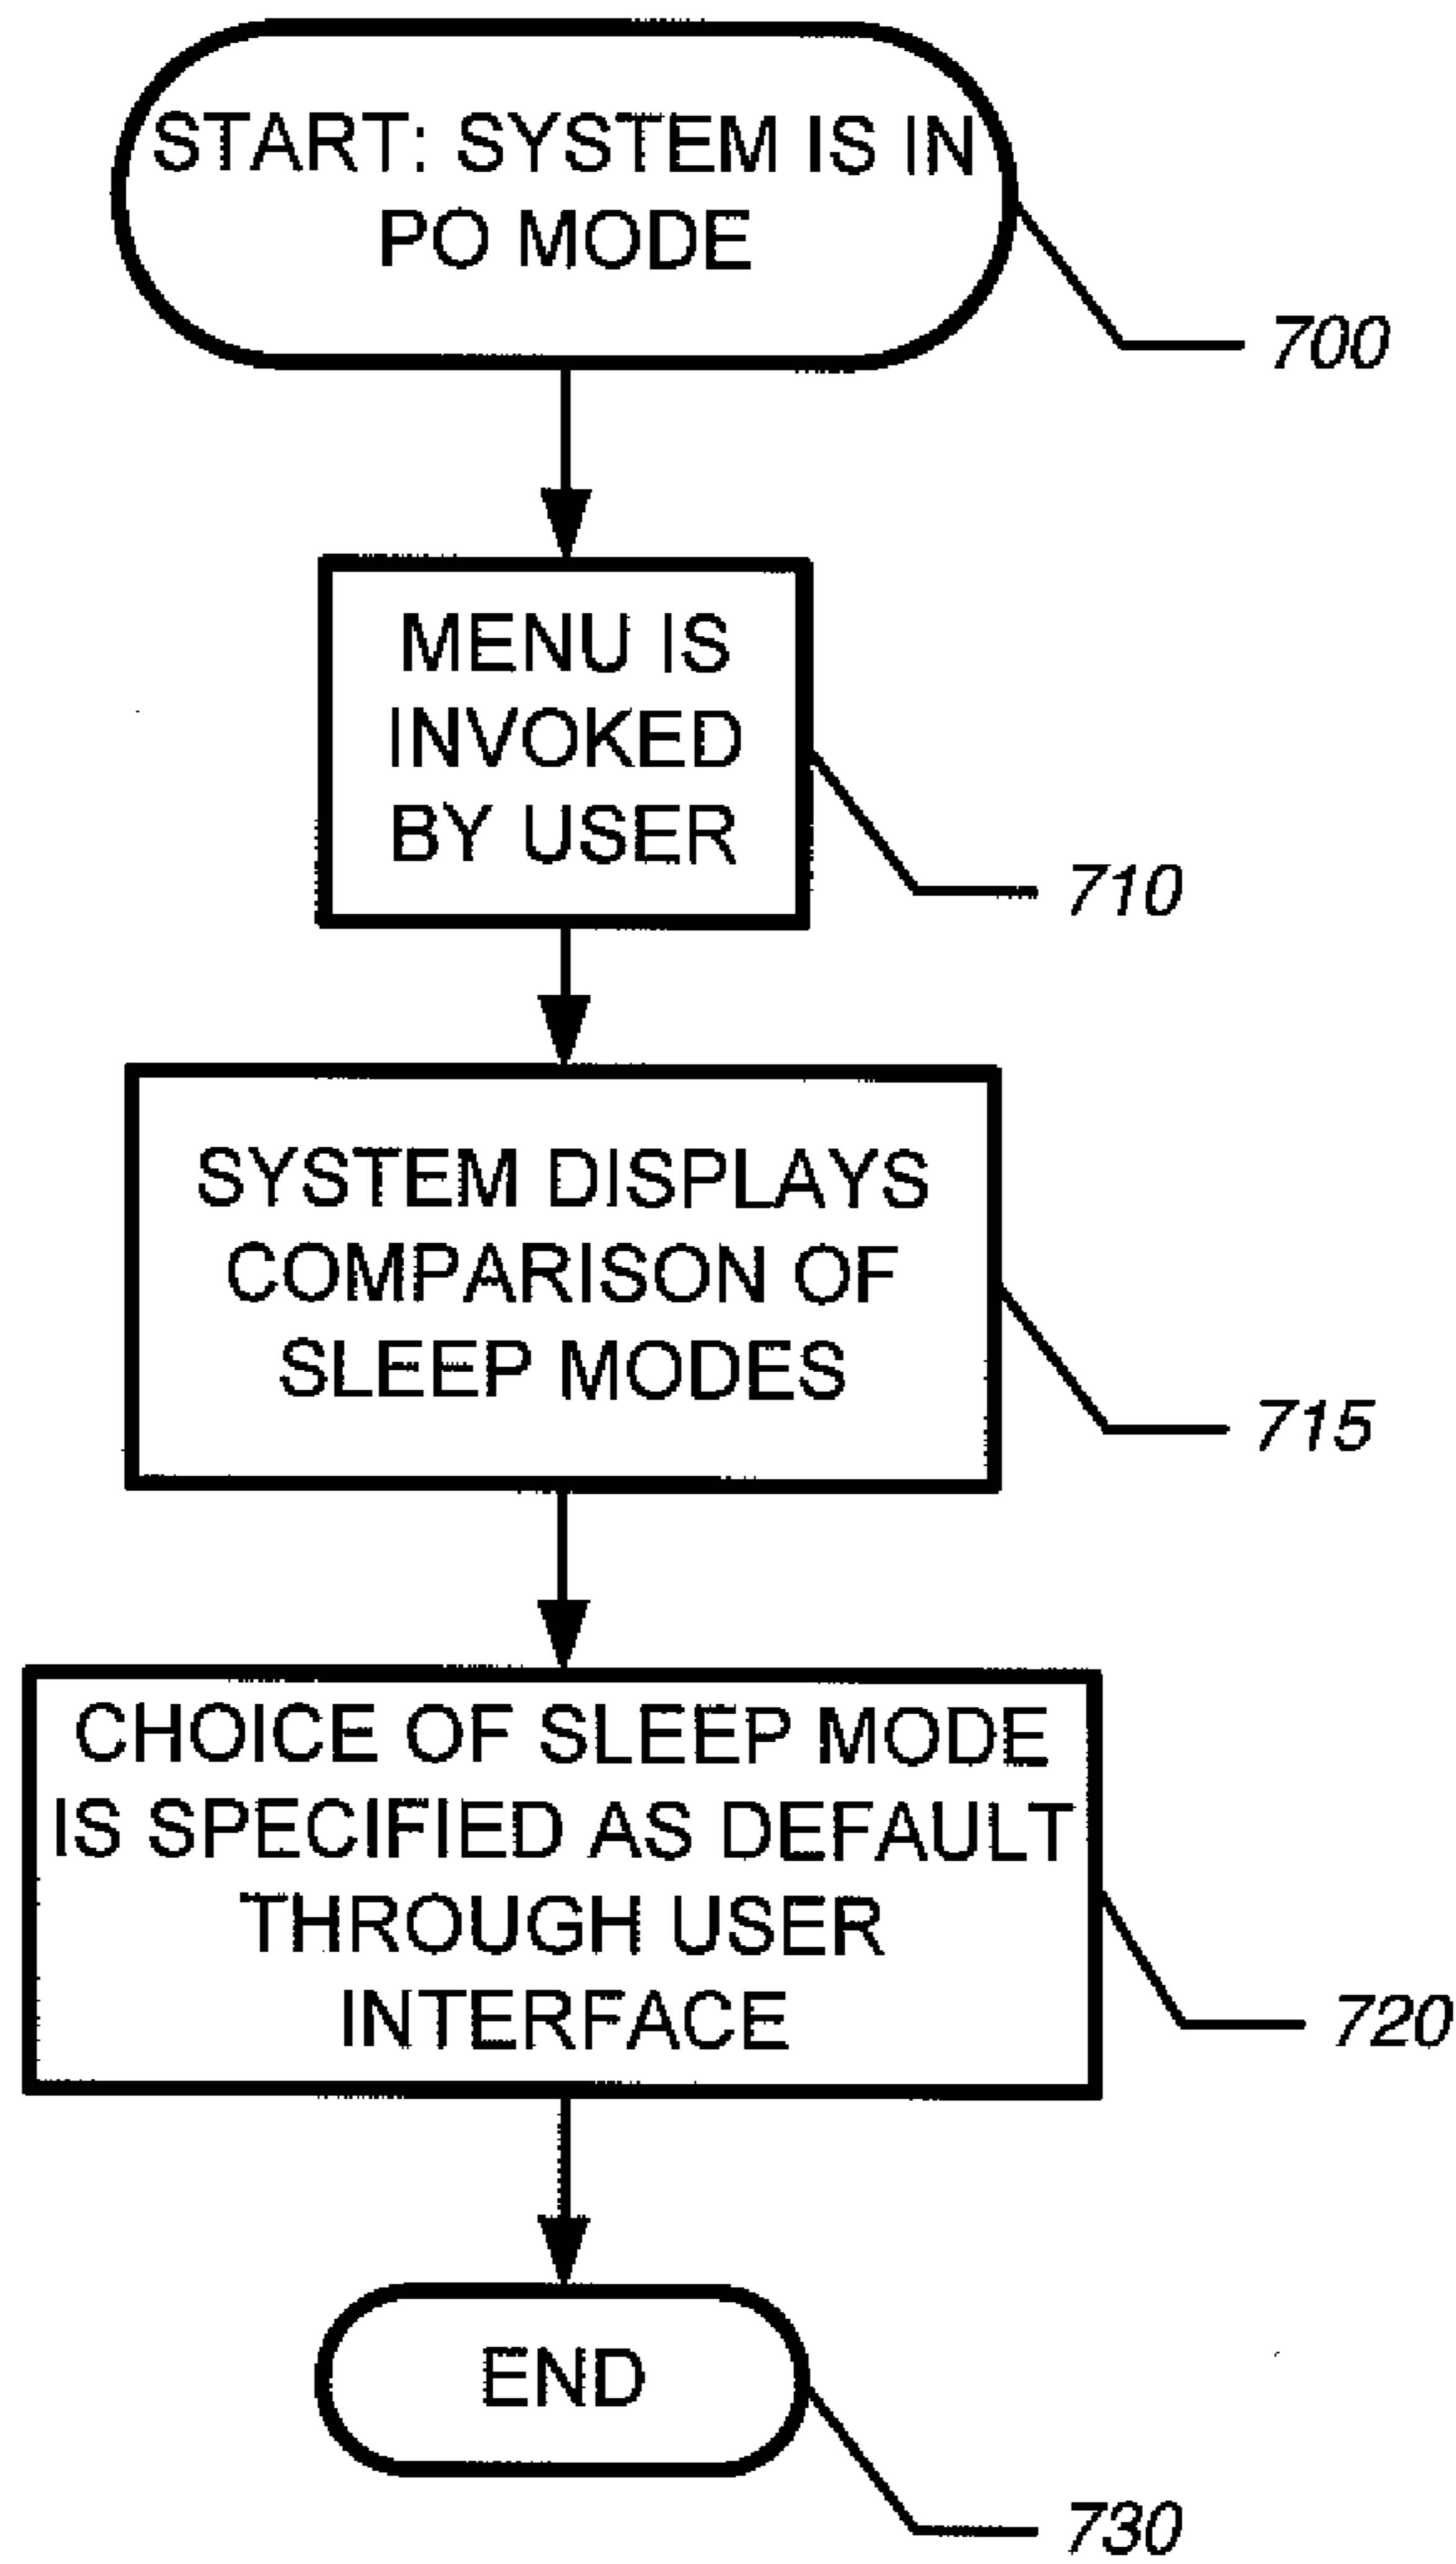 START: SYSTEM IS IN
PO MODE
700
MENU IS
INVOKED
BY USER
710
SYSTEM DISPLAYS
COMPARISON OF
SLEEP MODES
715
CHOICE OF SLEEP MODE
IS SPECIFIED AS DEFAULT
THROUGH USER
INTERFACE
720
END
730